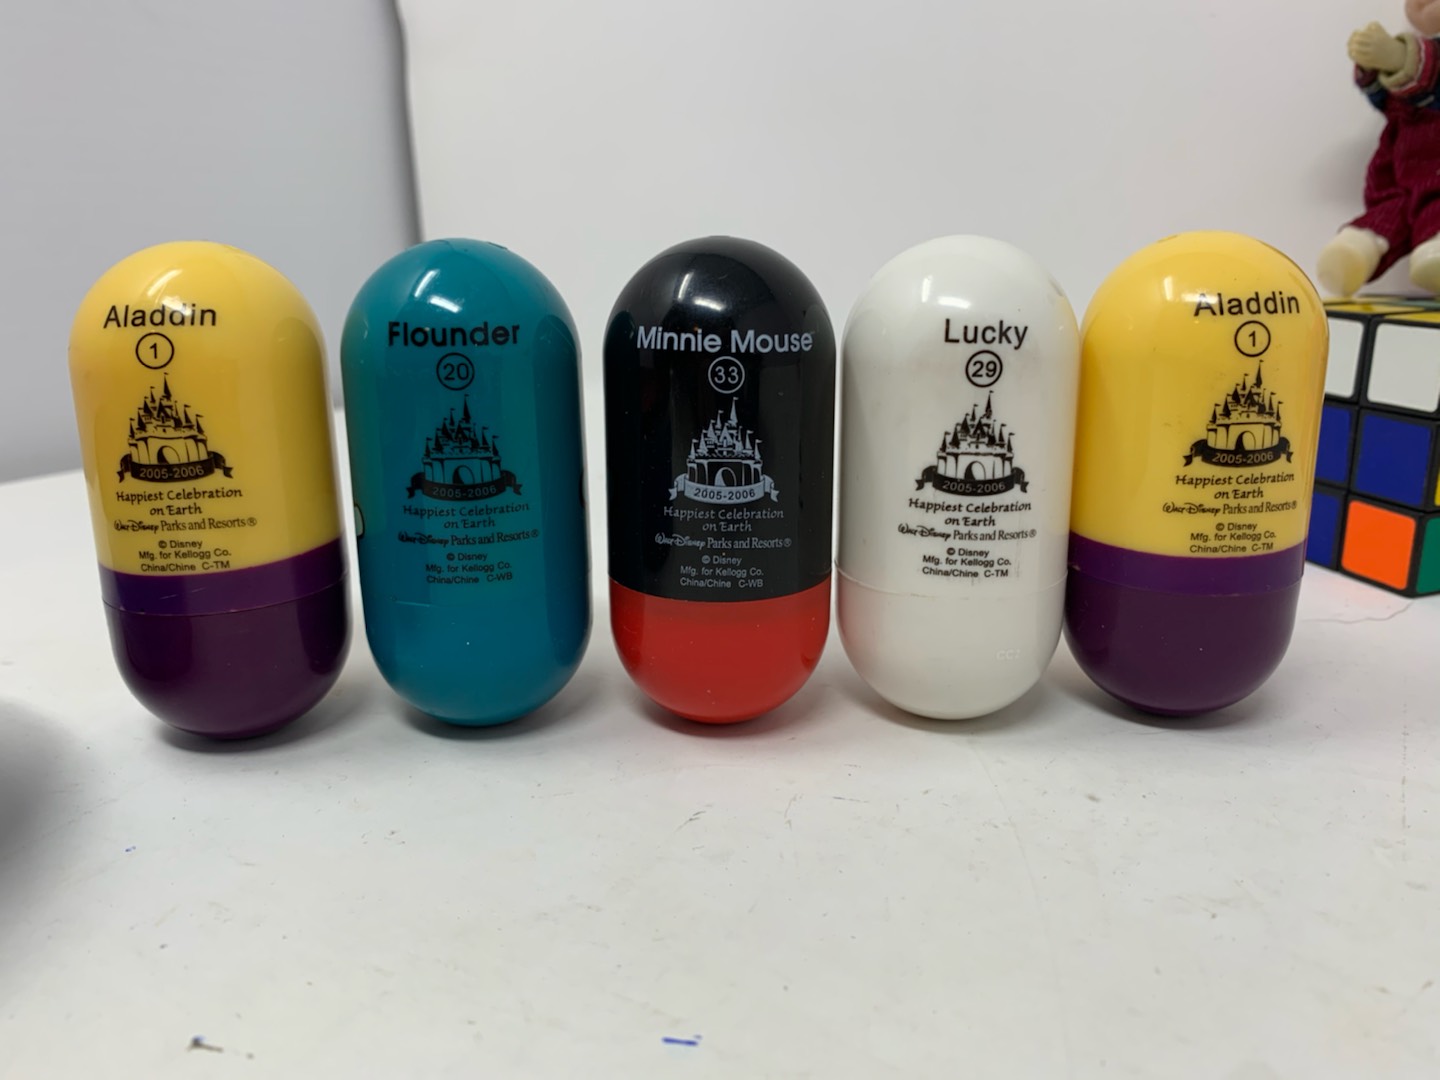 Aladdin
1
2005-2006
Happiest Celebration
on Earth
Walt Disney Parks and Resorts®
© Disney
Mfg. for Kellogg Co.
China/Chine C-TM
Flounder
20
2005-2006
Happiest Celebration
on Earth
Walt Disney Parks and Resorts®
© Disney
Mfg. for Kellogg Co.
China/Chine C-WB
Minnie Mouse
33
2005-2006
Happiest Celebration
on Earth
Walt Disney Parks and Resorts®
© Disney
Mfg. for Kellogg Co.
China/Chine C-WB
Lucky
29
2005-2006
Happiest Celebration
on Earth
Walt Disney Parks and Resorts®
© Disney
Mfg. for Kellogg Co.
China/Chine C-TM
Aladdin
1
2005-2006
Happiest Celebration
on Earth
Walt Disney Parks and Resorts®
© Disney
Mfg. for Kellogg Co.
China/Chine C-TM